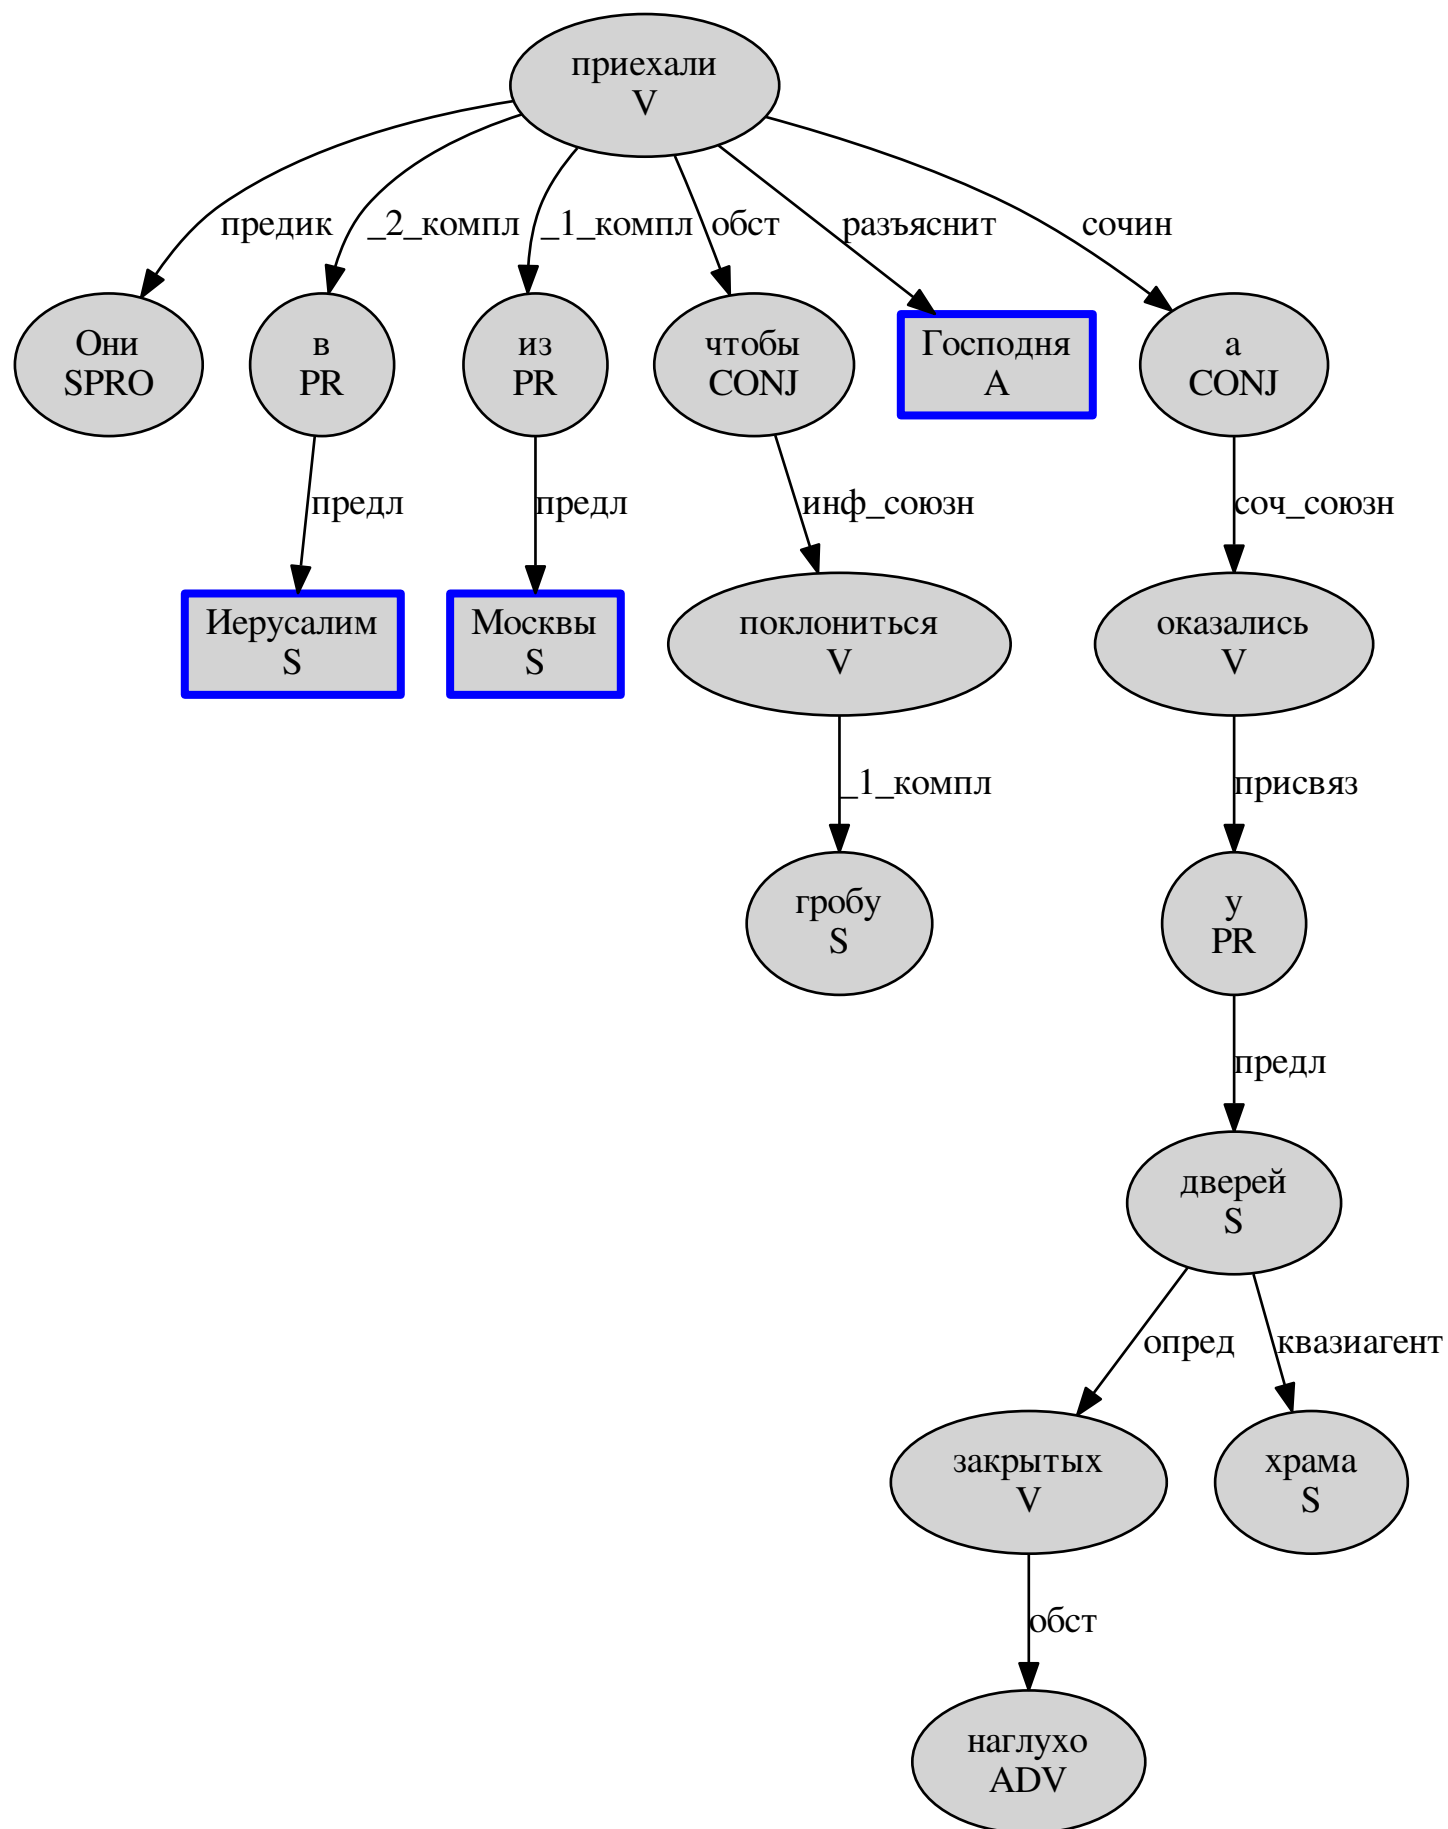 приехали
V
предик
_2_компл
_1_компл
обст
разъяснит
сочин
Они
SPRO
в
PR
из
PR
чтобы
CONJ
Господня
A
а
CONJ
предл
предл
инф_союзн
соч_союзн
Иерусалим
S
Москвы
S
поклониться
V
оказались
V
_1_компл
присвяз
гробу
S
у
PR
предл
дверей
S
опред
квазиагент
закрытых
V
храма
S
обст
наглухо
ADV